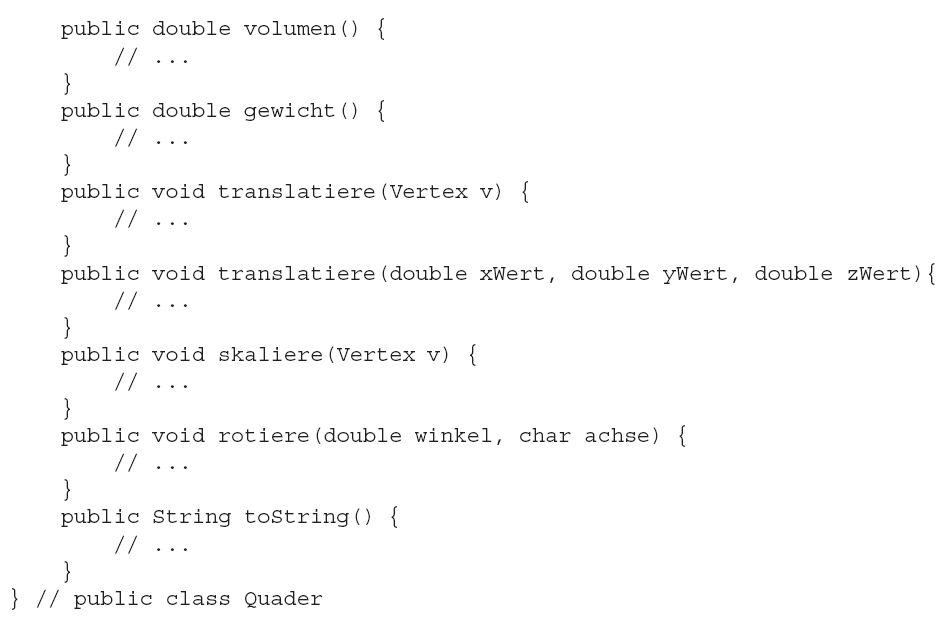 public double volumen() {
// ...
}
public double gewicht() {
// ...
}
public void translatiere(Vertex v) {
// ...
}
public void translatiere(double xWert, double yWert, double zWert){
// ...
}
public void skaliere(Vertex v) {
// ...
}
public void rotiere(double winkel, char achse) {
// ...
}
public String toString() {
// ...
}
} // public class Quader